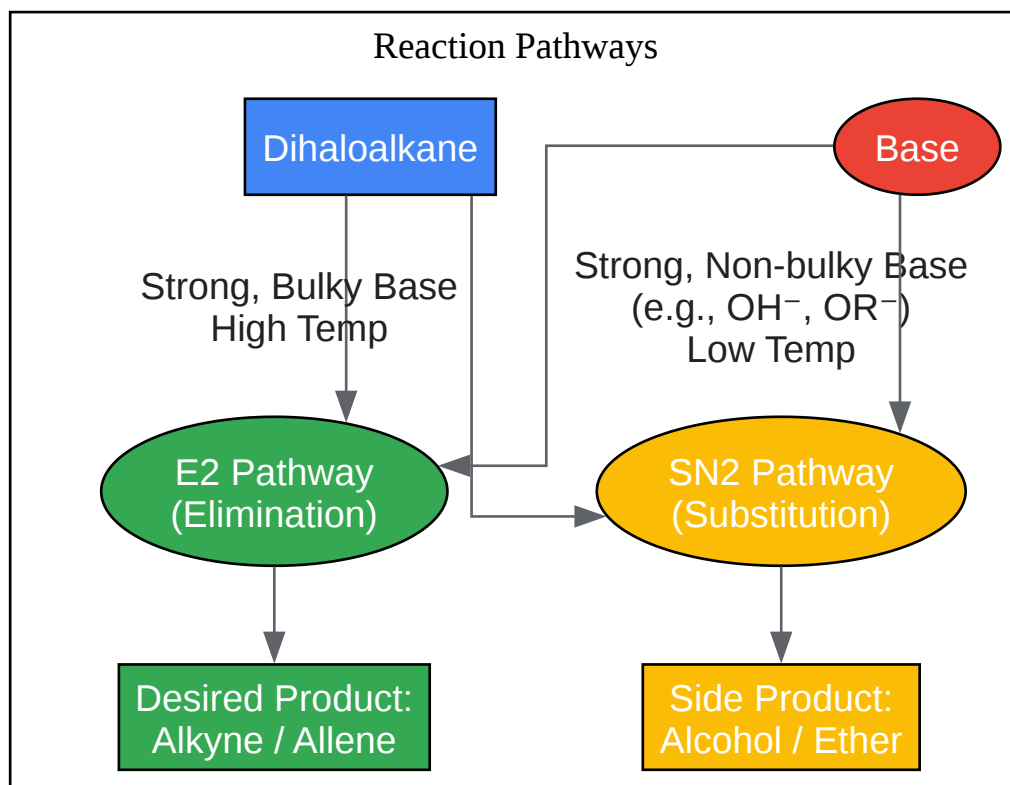 Reaction Pathways
Dihaloalkane
Base
Strong, Bulky Base
High Temp
Strong, Non-bulky Base
(e.g., OH⁻, OR⁻)
Low Temp
E2 Pathway
(Elimination)
SN2 Pathway
(Substitution)
Desired Product:
Alkyne / Allene
Side Product:
Alcohol / Ether